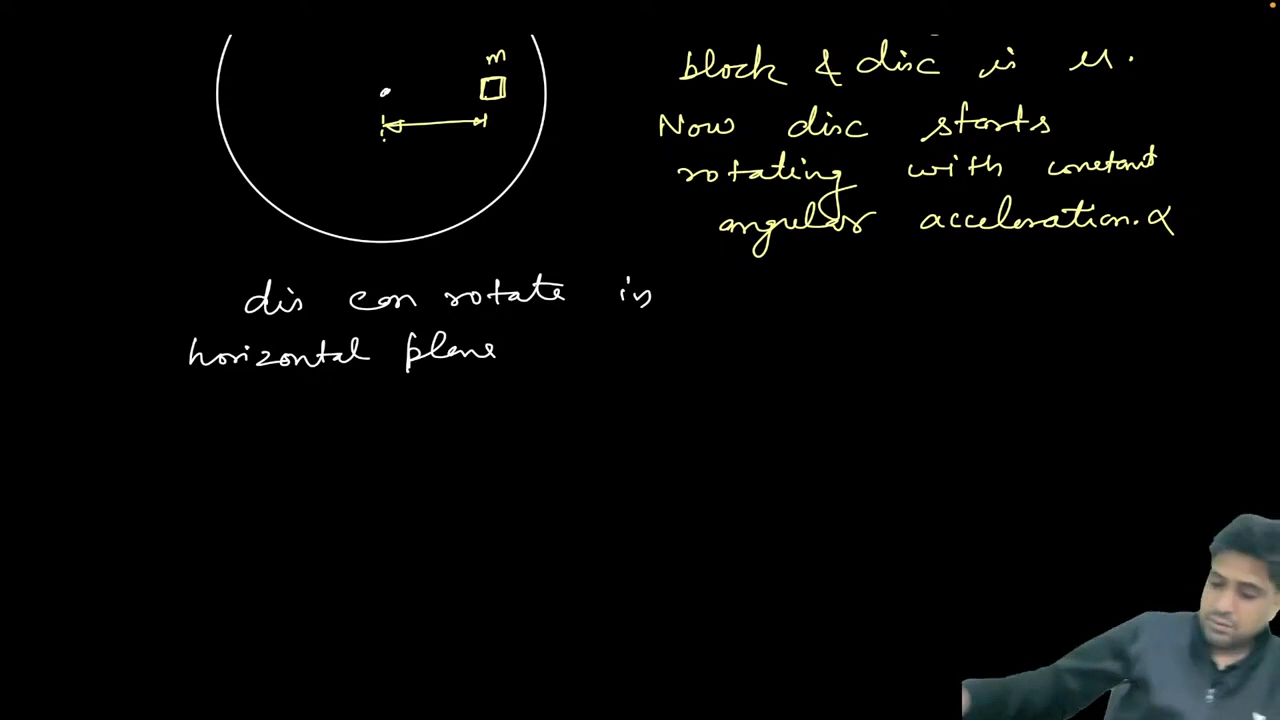 m
block & disc is μ.
Now disc starts
rotating with constant
angular acceleration. α
dis can rotate in
horizontal plane